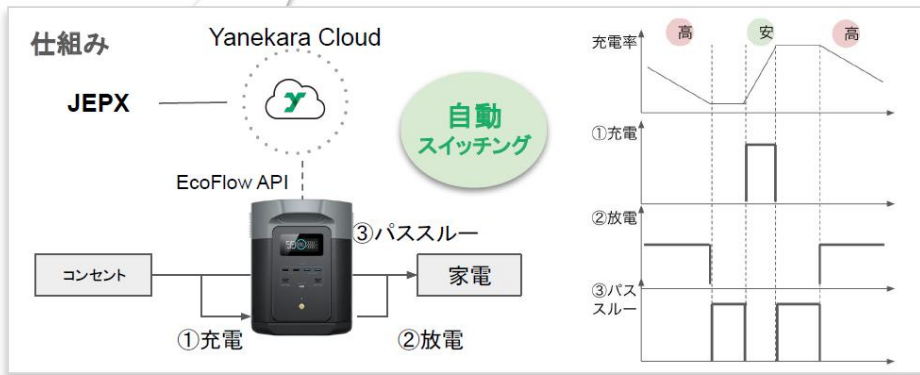 仕組み
Yanekara Cloud
JEPX
自動
スイッチング
EcoFlow API
③パススルー
コンセント
家電
①充電
②放電
高
安
高
充電率
①充電
②放電
③パス
スルー